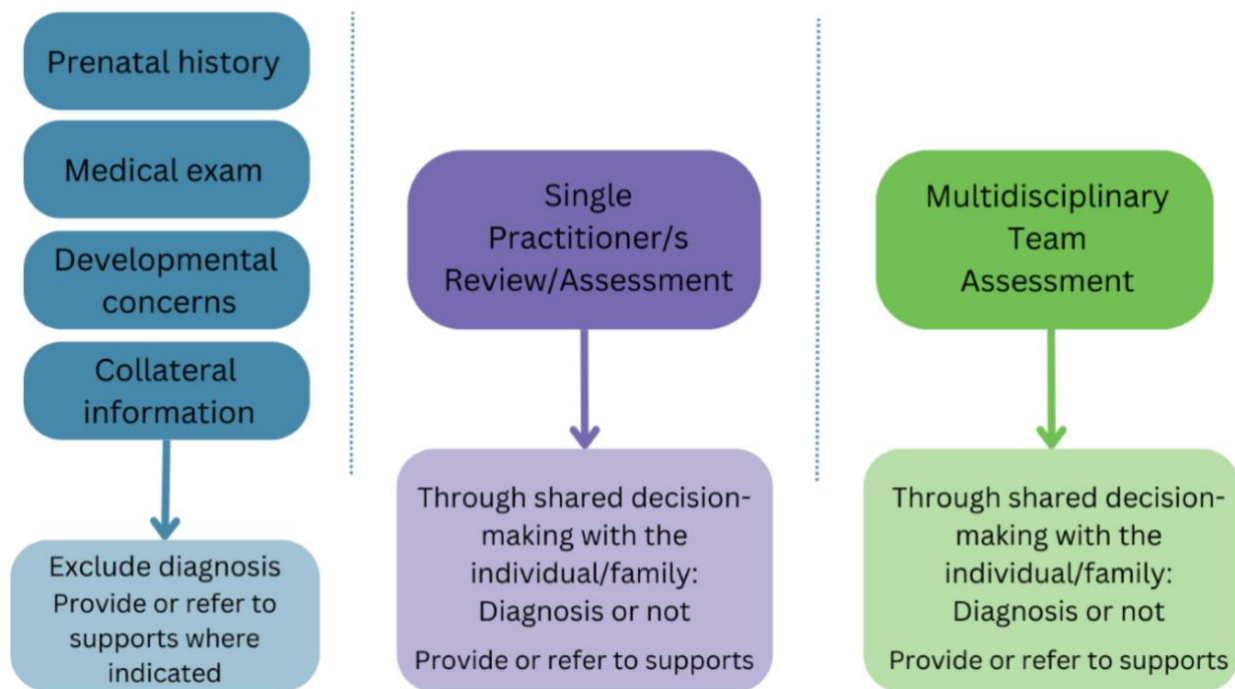 Prenatal history
Medical exam
Developmental
concerns
Collateral
information
Exclude diagnosis
Provide or refer to
supports where
indicated
Single
Practitioner/s
Review/Assessment
Through shared decision-
making with the
individual/family:
Diagnosis or not
Provide or refer to supports
Multidisciplinary
Team
Assessment
Through shared decision-
making with the
individual/family:
Diagnosis or not
Provide or refer to supports